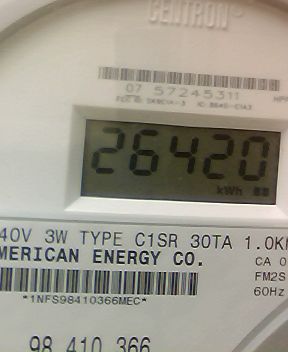 CENTRON
07 57245311
26420
kWh
40V 3W TYPE C1SR 30TA 1.0K
MERICAN ENERGY CO.
CA 0
FM2S
60Hz
*1NFS98410366MEC*
98 410 366